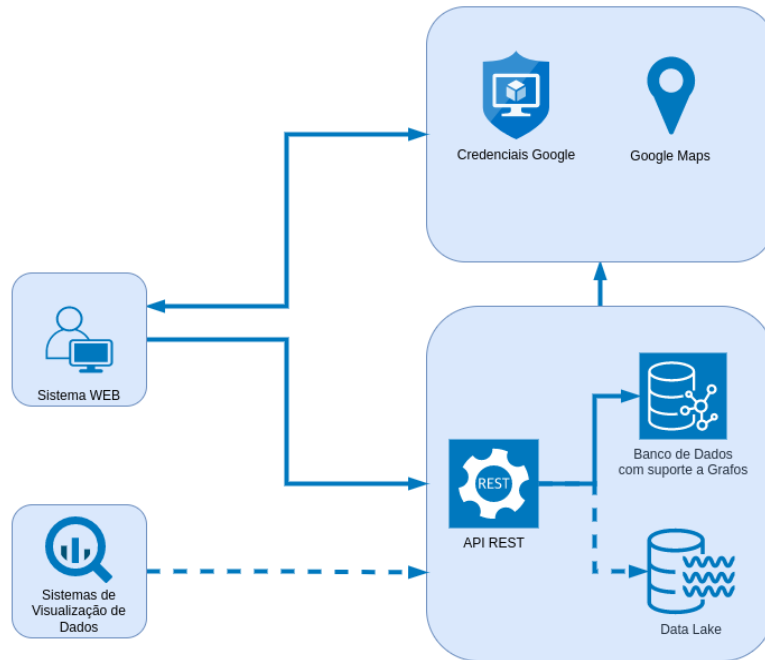 Credenciais Google
Google Maps
Sistema WEB
REST
API REST
Banco de Dados
com suporte a Grafos
Sistemas de
Visualização de
Dados
Data Lake